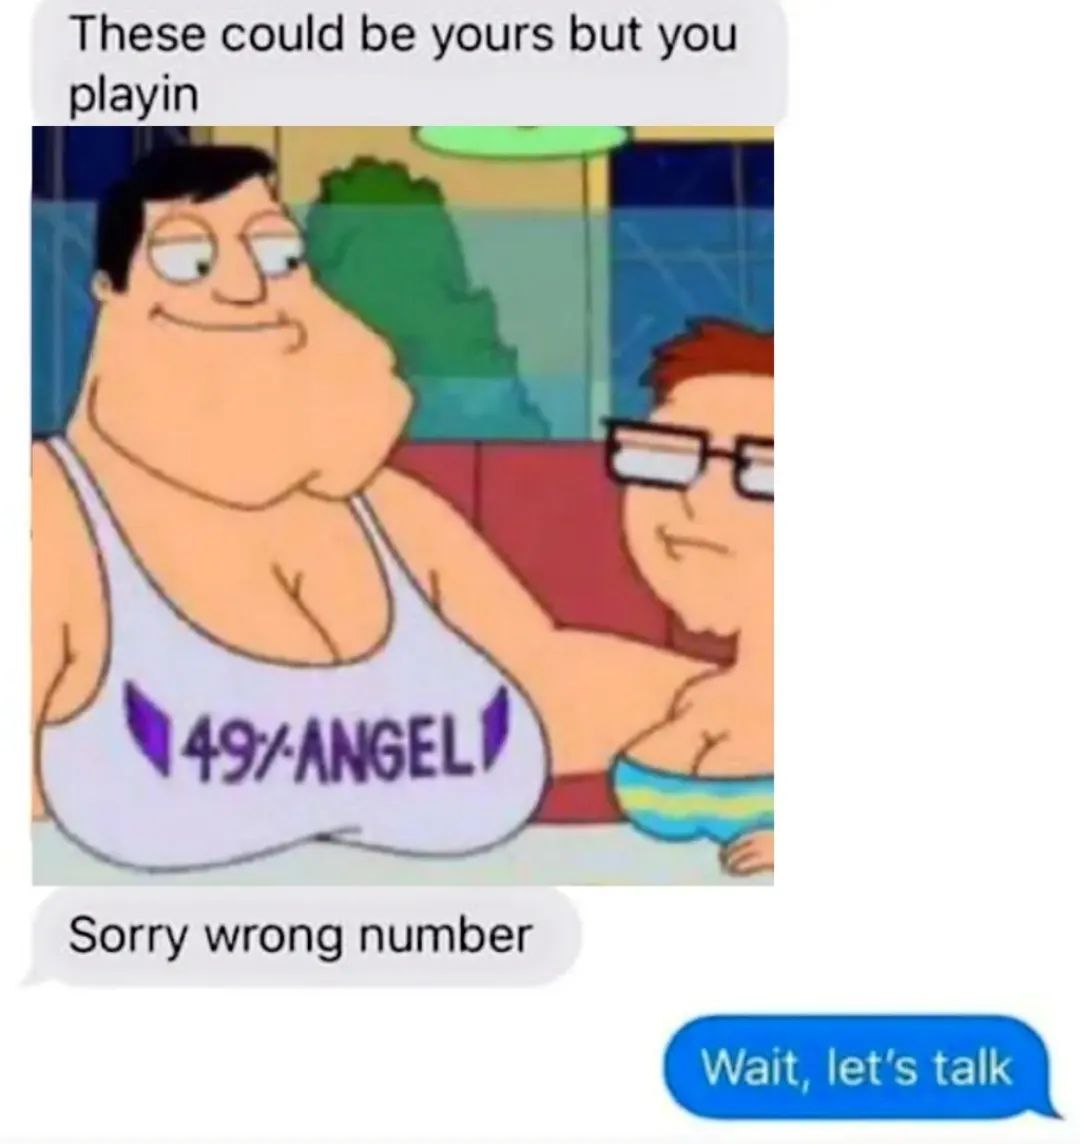 These could be yours but you
playin
49% ANGEL
Sorry wrong number
Wait, let's talk